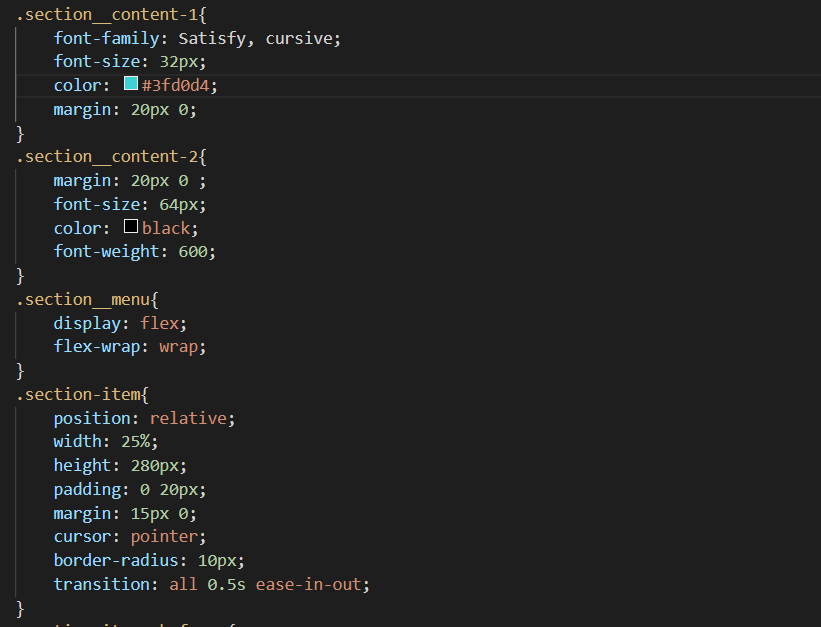 .section__content-1{
    font-family: Satisfy, cursive;
    font-size: 32px;
    color: #3fd0d4;
    margin: 20px 0;
}
.section__content-2{
    margin: 20px 0 ;
    font-size: 64px;
    color: black;
    font-weight: 600;
}
.section__menu{
    display: flex;
    flex-wrap: wrap;
}
.section-item{
    position: relative;
    width: 25%;
    height: 280px;
    padding: 0 20px;
    margin: 15px 0;
    cursor: pointer;
    border-radius: 10px;
    transition: all 0.5s ease-in-out;
}